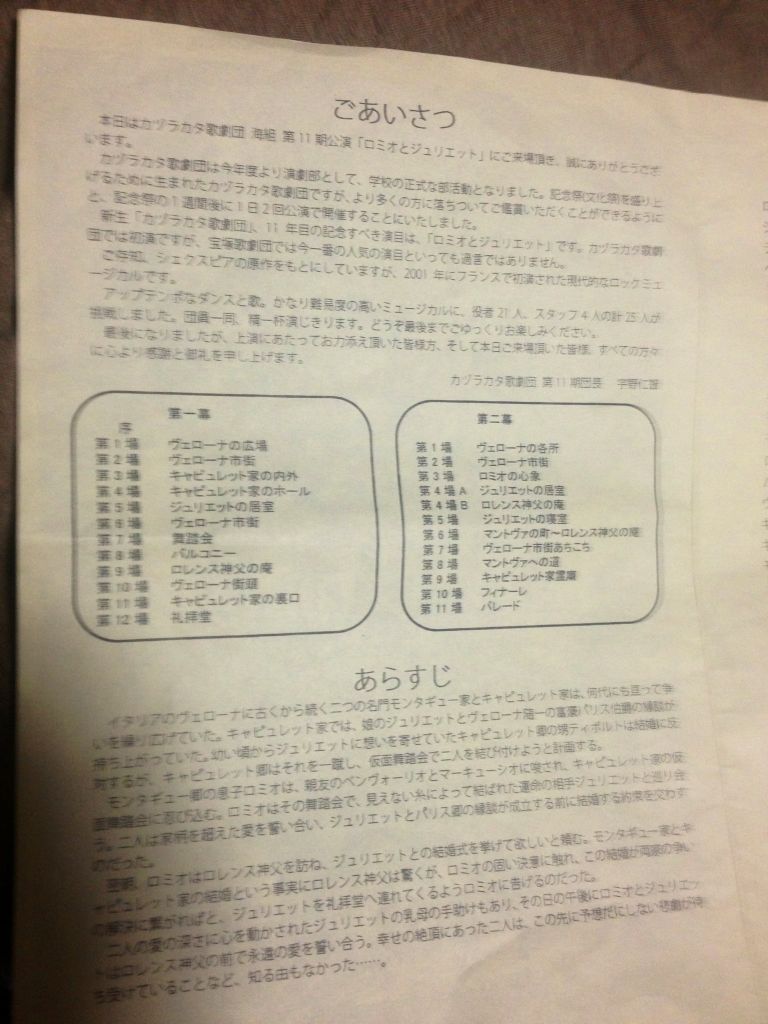 ごあいさつ
本日はカヅラカタ歌劇団 海組 第11期公演「ロミオとジュリエット」にご来場頂き、誠にありがとうござ
います。
カヅラカタ歌劇団は今年度より演劇部として、学校の正式な部活動となりました。記念祭(文化祭)を盛り上
げるために生まれたカヅラカタ歌劇団ですが、より多くの方に落ちついてご鑑賞いただくことができるように
と、記念祭の1週間後に1日2回公演で開催することにいたしました。
新生「カヅラカタ歌劇団」、11年目の記念すべき演目は、「ロミオとジュリエット」です。カヅラカタ歌劇
団では初演ですが、宝塚歌劇団では今一番の人気の演目といっても過言ではありません。
ご存知、シェクスピアの原作をもとにしていますが、2001年にフランスで初演された現代的なロックミュ
ージカルです。
アップテンポなダンスと歌。かなり難易度の高いミュージカルに、役者21人、スタッフ4人の計25人が
挑戦しました。団員一同、精一杯演じきります。どうぞ最後までごゆっくりお楽しみください。
最後になりましたが、上演にあたってお力添え頂いた皆様方、そして本日ご来場頂いた皆様、すべての方々
に心より感謝と御礼を申し上げます。
カヅラカタ歌劇団 第11期団長 宇野仁雄
第一幕
序
第1場 ヴェローナの広場
第2場 ヴェローナ市街
第3場 キャピュレット家の内外
第4場 キャピュレット家のホール
第5場 ジュリエットの居室
第6場 ヴェローナ市街
第7場 舞踏会
第8場 バルコニー
第9場 ロレンス神父の庵
第10場 ヴェローナ街頭
第11場 キャピュレット家の裏口
第12場 礼拝堂
第二幕
第1場 ヴェローナの各所
第2場 ヴェローナ市街
第3場 ロミオの心象
第4場A ジュリエットの居室
第4場B ロレンス神父の庵
第5場 ジュリエットの寝室
第6場 マントヴァの町～ロレンス神父の庵
第7場 ヴェローナ市街あちこち
第8場 マントヴァへの道
第9場 キャピュレット家霊廟
第10場 フィナーレ
第11場 パレード
あらすじ
イタリアのヴェローナに古くから続く二つの名門モンタギュー家とキャピュレット家は、何代にも亘って争
いを繰り広げていた。キャピュレット家では、娘のジュリエットとヴェローナ随一の富豪パリス伯爵の縁談が
持ち上がっていた。幼い頃からジュリエットに想いを寄せていたキャピュレット卿の甥ティボルトは結婚に反
対するが、キャピュレット卿はそれを一蹴し、仮面舞踏会で二人を結び付けようと計画する。
モンタギュー卿の息子ロミオは、親友のベンヴォーリオとマーキューシオに唆され、キャピュレット家の仮
面舞踏会に忍び込む。ロミオはその舞踏会で、見えない糸によって結ばれた運命の相手ジュリエットと巡り会
う。二人は家柄を超えた愛を誓い合い、ジュリエットとパリス卿の縁談が成立する前に結婚する約束を交わす
のだった。
翌朝、ロミオはロレンス神父を訪ね、ジュリエットとの結婚式を挙げて欲しいと頼む。モンタギュー家とキ
ャピュレット家の結婚という事実にロレンス神父は驚くが、ロミオの固い決意に触れ、この結婚が両家の争い
の解決に繋がればと、ジュリエットを礼拝堂へ連れてくるようロミオに告げるのだった。
二人の愛の深さに心を動かされたジュリエットの乳母の手助けもあり、その日の午後にロミオとジュリエッ
トはロレンス神父の前で永遠の愛を誓い合う。幸せの絶頂にあった二人は、この先に予想だにしない悲劇が待
ち受けていることなど、知る由もなかった……。